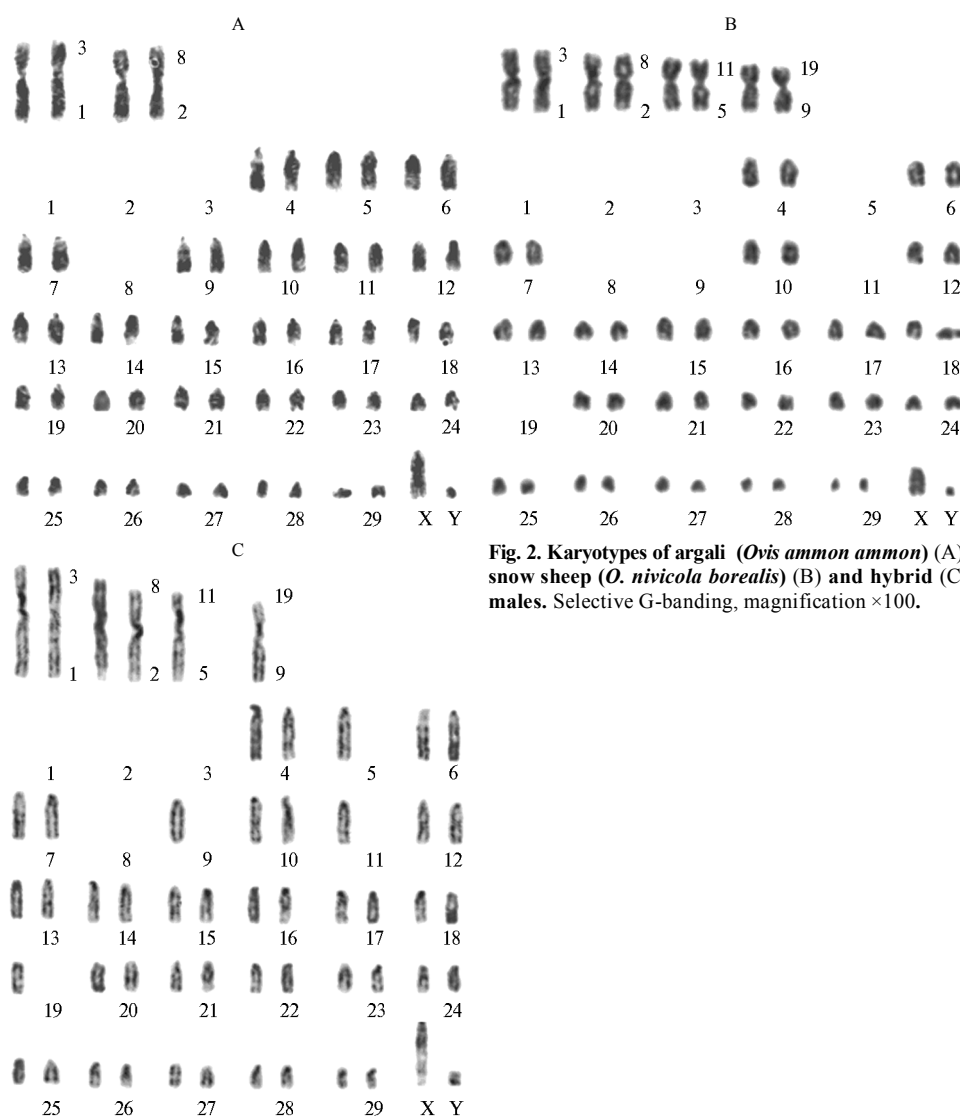 A
3 8
1 2
1 2 3 4 5 6
7 8 9 10 11 12
13 14 15 16 17 18
19 20 21 22 23 24
25 26 27 28 29 X Y
B
3 8 11 19
1 2 5 9
1 2 3 4 5 6
7 8 9 10 11 12
13 14 15 16 17 18
19 20 21 22 23 24
25 26 27 28 29 X Y
Fig. 2. Karyotypes of argali (Ovis ammon ammon) (A)
snow sheep (O. nivicola borealis) (B) and hybrid (C
males. Selective G-banding, magnification ×100.
C
3 8 11 19
1 2 5 9
1 2 3 4 5 6
7 8 9 10 11 12
13 14 15 16 17 18
19 20 21 22 23 24
25 26 27 28 29 X Y